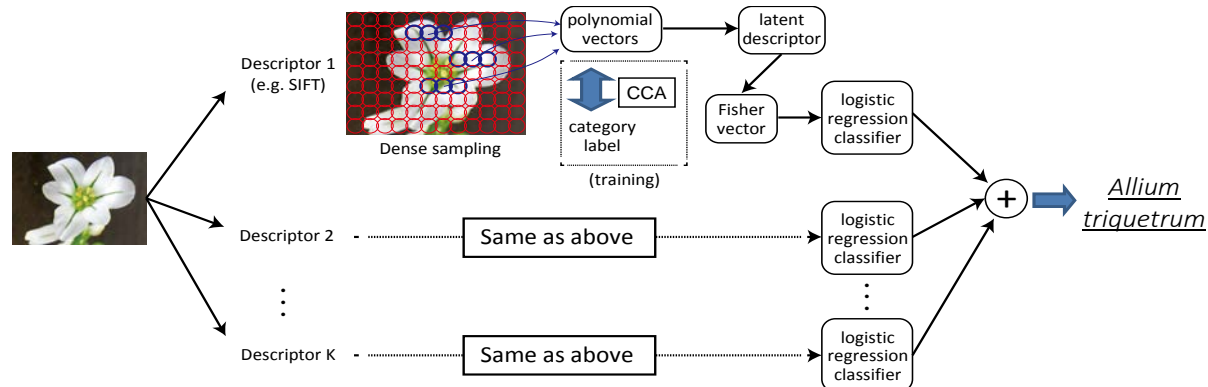 Descriptor 1
(e.g. SIFT)
Dense sampling
polynomial
vectors
CCA
category
label
(training)
latent
descriptor
Fisher
vector
logistic
regression
classifier
Descriptor 2
Same as above
logistic
regression
classifier
+
Allium
triquetrum
Descriptor K
Same as above
logistic
regression
classifier